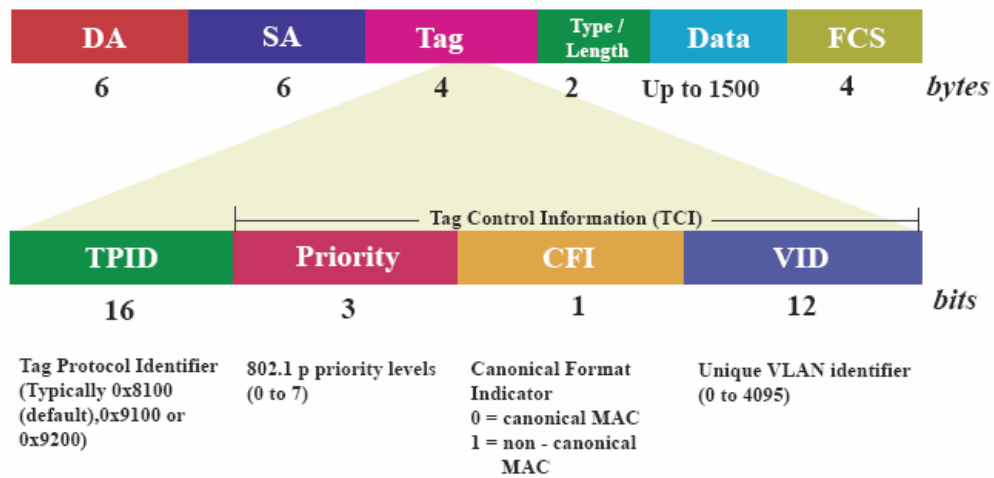 DA SA Tag Type / Length Data FCS
6 6 4 2 Up to 1500 4 bytes
Tag Control Information (TCI)
TPID Priority CFI VID
16 3 1 12 bits
Tag Protocol Identifier
(Typically 0x8100
(default),0x9100 or
0x9200)
802.1 p priority levels
(0 to 7)
Canonical Format
Indicator
0 = canonical MAC
1 = non - canonical
MAC
Unique VLAN identifier
(0 to 4095)